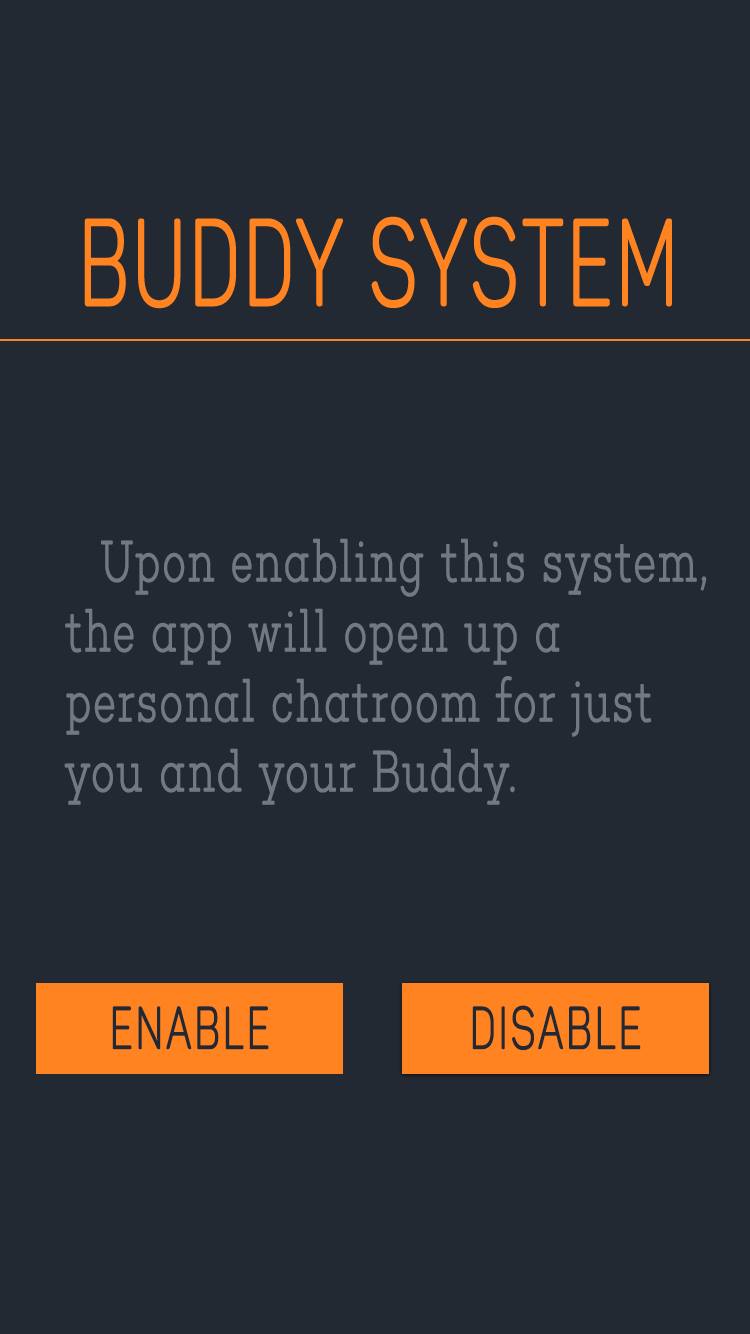 BUDDY SYSTEM
Upon enabling this system,
the app will open up a
personal chatroom for just
you and your Buddy.
ENABLE
DISABLE